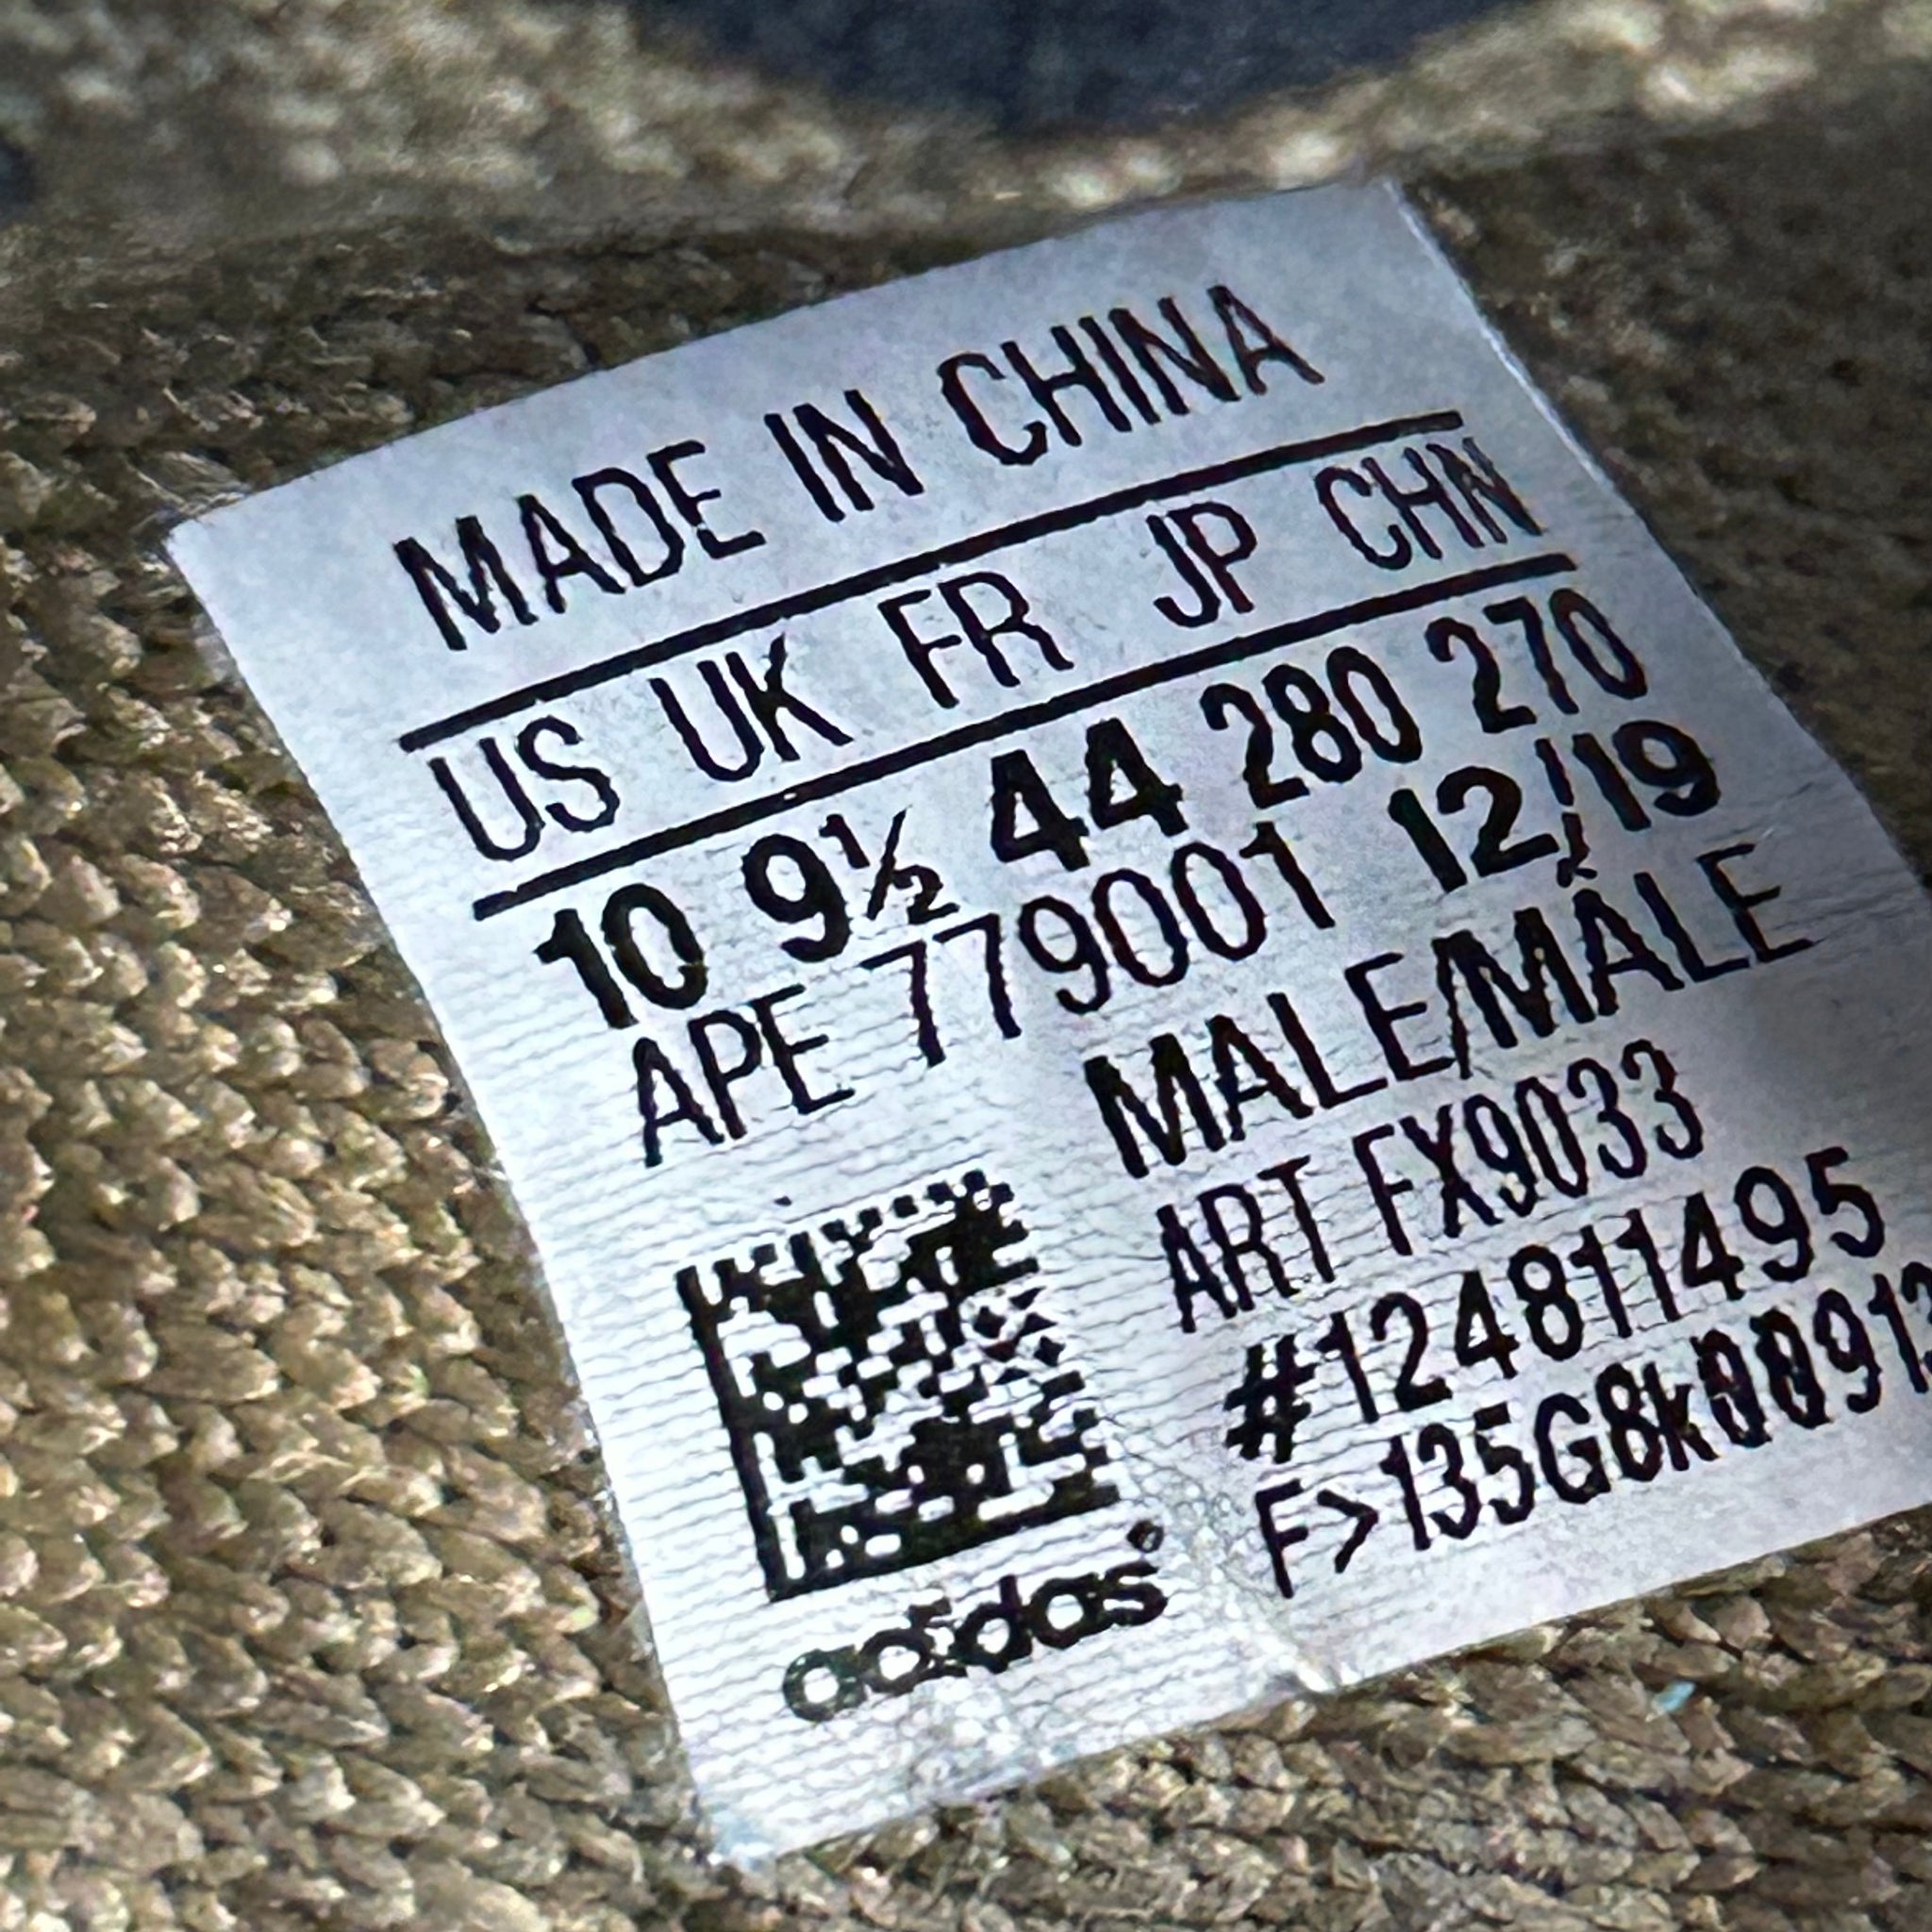 MADE IN CHINA
US UK FR JP CHN
10 9½ 44 280 270
APE 779001 12/19
MALE/MÂLE
ART FX9033
#124811495
adidas